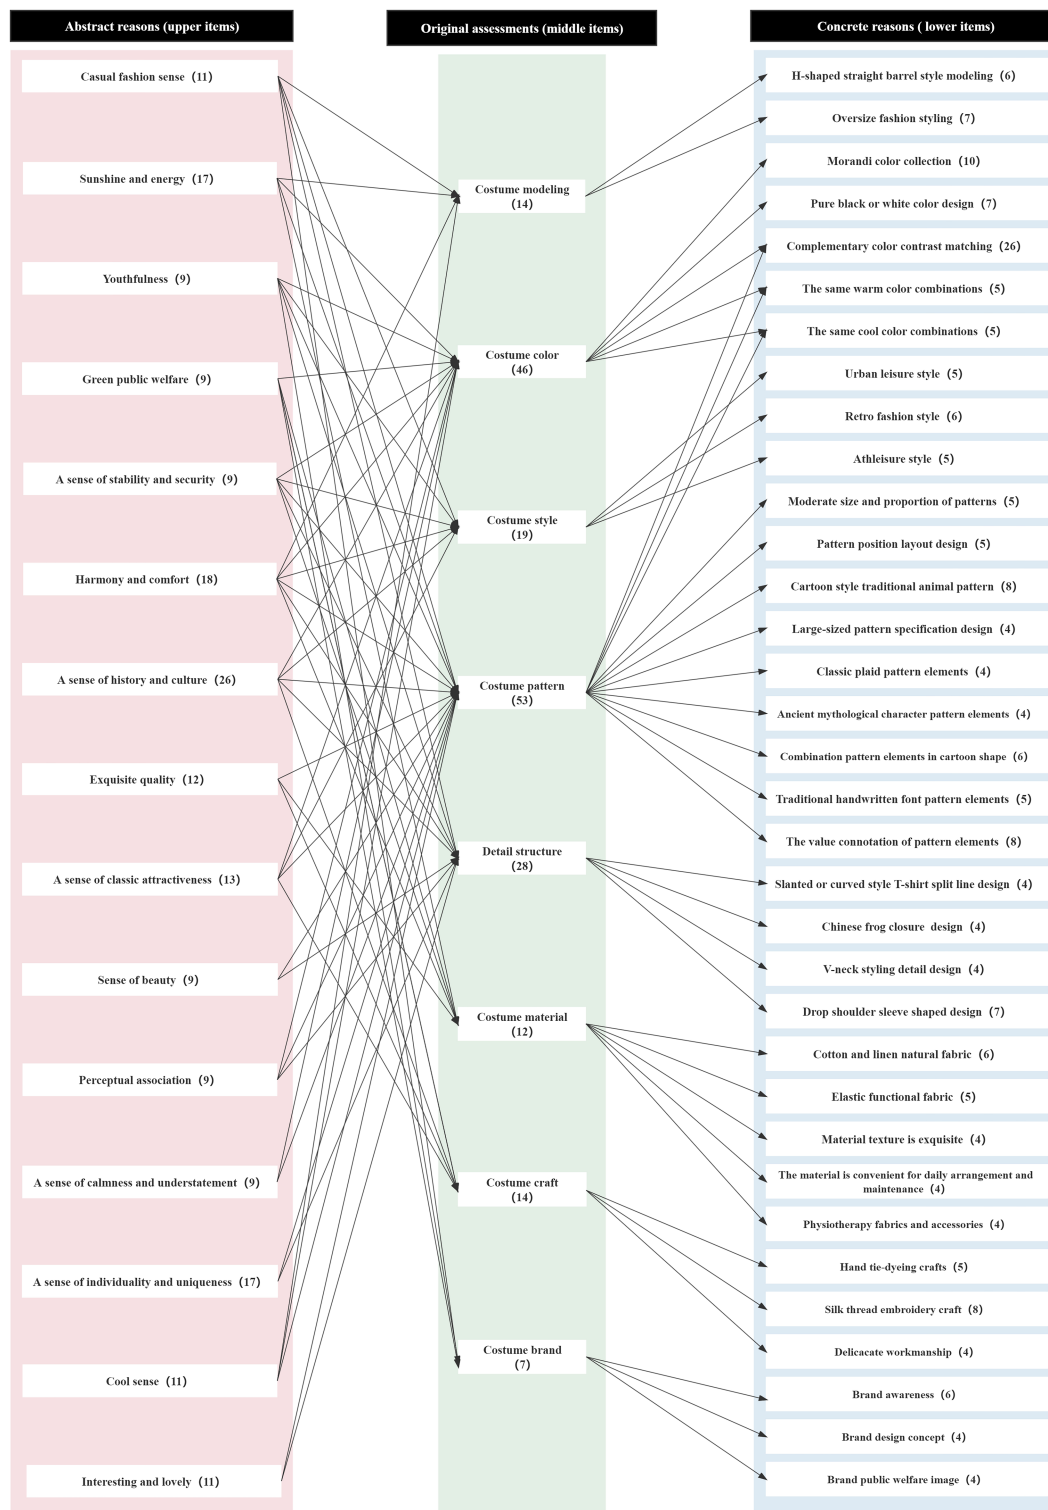 Abstract reasons (upper items)
Casual fashion sense (11)
Sunshine and energy (17)
Youthfulness (9)
Green public welfare (9)
A sense of stability and security (9)
Harmony and comfort (18)
A sense of history and culture (26)
Exquisite quality (12)
A sense of classic attractiveness (13)
Sense of beauty (9)
Perceptual association (9)
A sense of calmness and understatement (9)
A sense of individuality and uniqueness (17)
Cool sense (11)
Interesting and lovely (11)
Original assessments (middle items)
Costume modeling
(14)
Costume color
(46)
Costume style
(19)
Costume pattern
(53)
Detail structure
(28)
Costume material
(12)
Costume craft
(14)
Costume brand
(7)
Concrete reasons ( lower items)
H-shaped straight barrel style modeling (6)
Oversize fashion styling (7)
Morandi color collection (10)
Pure black or white color design (7)
Complementary color contrast matching (26)
The same warm color combinations (5)
The same cool color combinations (5)
Urban leisure style (5)
Retro fashion style (6)
Athleisure style (5)
Moderate size and proportion of patterns (5)
Pattern position layout design (5)
Cartoon style traditional animal pattern (8)
Large-sized pattern specification design (4)
Classic plaid pattern elements (4)
Ancient mythological character pattern elements (4)
Combination pattern elements in cartoon shape (6)
Traditional handwritten font pattern elements (5)
The value connotation of pattern elements (8)
Slanted or curved style T-shirt split line design (4)
Chinese frog closure design (4)
V-neck styling detail design (4)
Drop shoulder sleeve shaped design (7)
Cotton and linen natural fabric (6)
Elastic functional fabric (5)
Material texture is exquisite (4)
The material is convenient for daily arrangement and
maintenance (4)
Physiotherapy fabrics and accessories (4)
Hand tie-dyeing crafts (5)
Silk thread embroidery craft (8)
Delicacate workmanship (4)
Brand awareness (6)
Brand design concept (4)
Brand public welfare image (4)